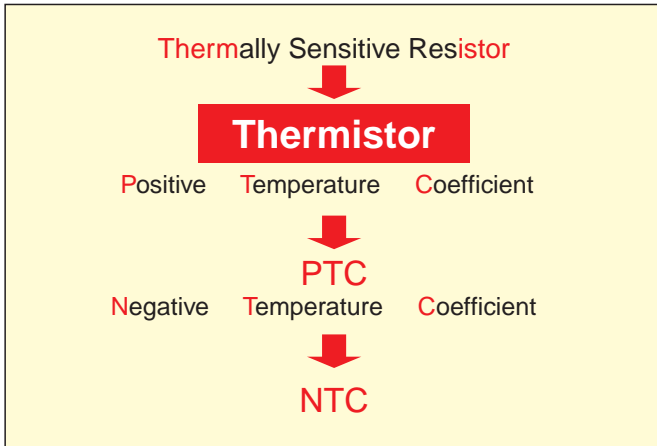 Thermally Sensitive Resistor
Thermistor
Positive Temperature Coefficient
PTC
Negative Temperature Coefficient
NTC